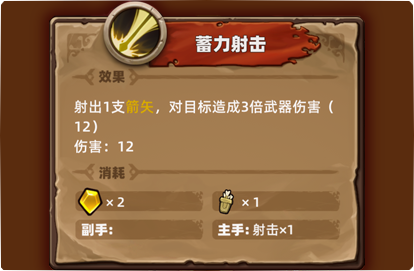 蓄力射击
效果
射出1支箭矢，对目标造成3倍武器伤害（
12）
伤害：12
消耗
×2 ×1
副手: 主手: 射击×1